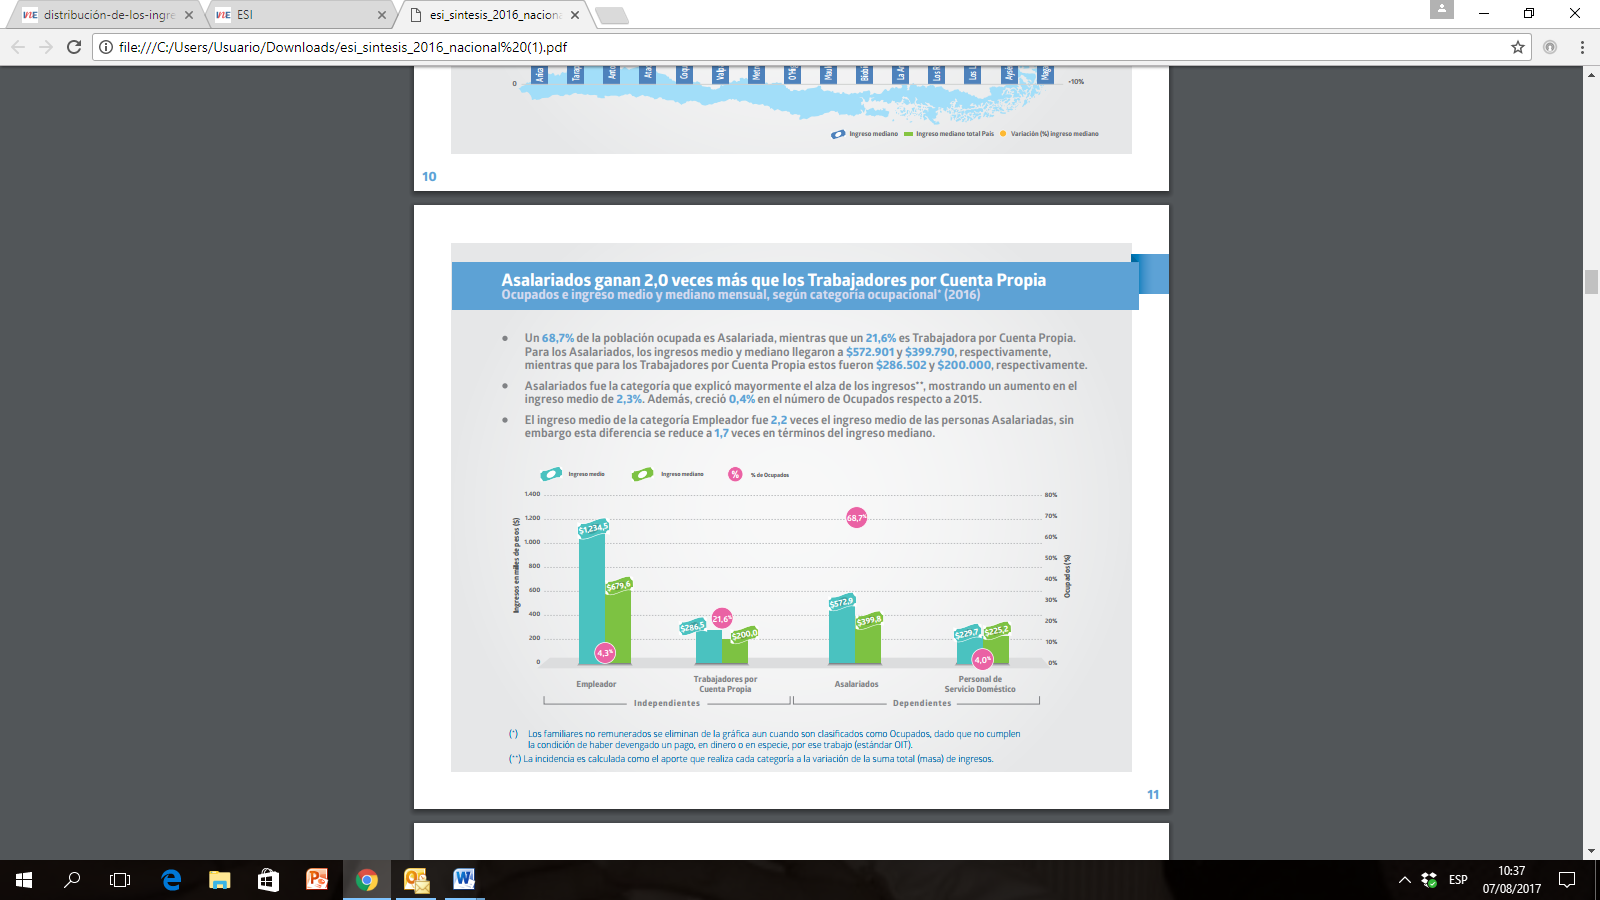 distribución-de-los-ingre
ESI
esi_sintesis_2016_naciona
file:///C:/Users/Usuario/Downloads/esi_sintesis_2016_nacional%20(1).pdf
0
-10%
Ingreso mediano
Ingreso mediano total País
Variación (%) ingreso mediano
10
Asalariados ganan 2,0 veces más que los Trabajadores por Cuenta Propia
Ocupados e ingreso medio y mediano mensual, según categoría ocupacional* (2016)
● Un 68,7% de la población ocupada es Asalariada, mientras que un 21,6% es Trabajadora por Cuenta Propia.
Para los Asalariados, los ingresos medio y mediano llegaron a $572.901 y $399.790, respectivamente,
mientras que para los Trabajadores por Cuenta Propia estos fueron $286.502 y $200.000, respectivamente.
● Asalariados fue la categoría que explicó mayormente el alza de los ingresos**, mostrando un aumento en el
ingreso medio de 2,3%. Además, creció 0,4% en el número de Ocupados respecto a 2015.
● El ingreso medio de la categoría Empleador fue 2,2 veces el ingreso medio de las personas Asalariadas, sin
embargo esta diferencia se reduce a 1,7 veces en términos del ingreso mediano.
Ingreso medio
Ingreso mediano
% % de Ocupados
Ingresos en miles de pesos ($)
1.400
1.200
1.000
800
600
400
200
0
80%
70%
60%
50%
40%
30%
20%
10%
0%
Ocupados (%)
$1.234,5
$679,6
4,3%
$286,5
21,6%
$200,0
68,7%
$572,9
$399,8
$229,7
$225,2
4,0%
Empleador
Trabajadores por
Cuenta Propia
Asalariados
Personal de
Servicio Doméstico
Independientes
Dependientes
(*) Los familiares no remunerados se eliminan de la gráfica aun cuando son clasificados como Ocupados, dado que no cumplen
la condición de haber devengado un pago, en dinero o en especie, por ese trabajo (estándar OIT).
(**) La incidencia es calculada como el aporte que realiza cada categoría a la variación de la suma total (masa) de ingresos.
11
ESP
10:37
07/08/2017